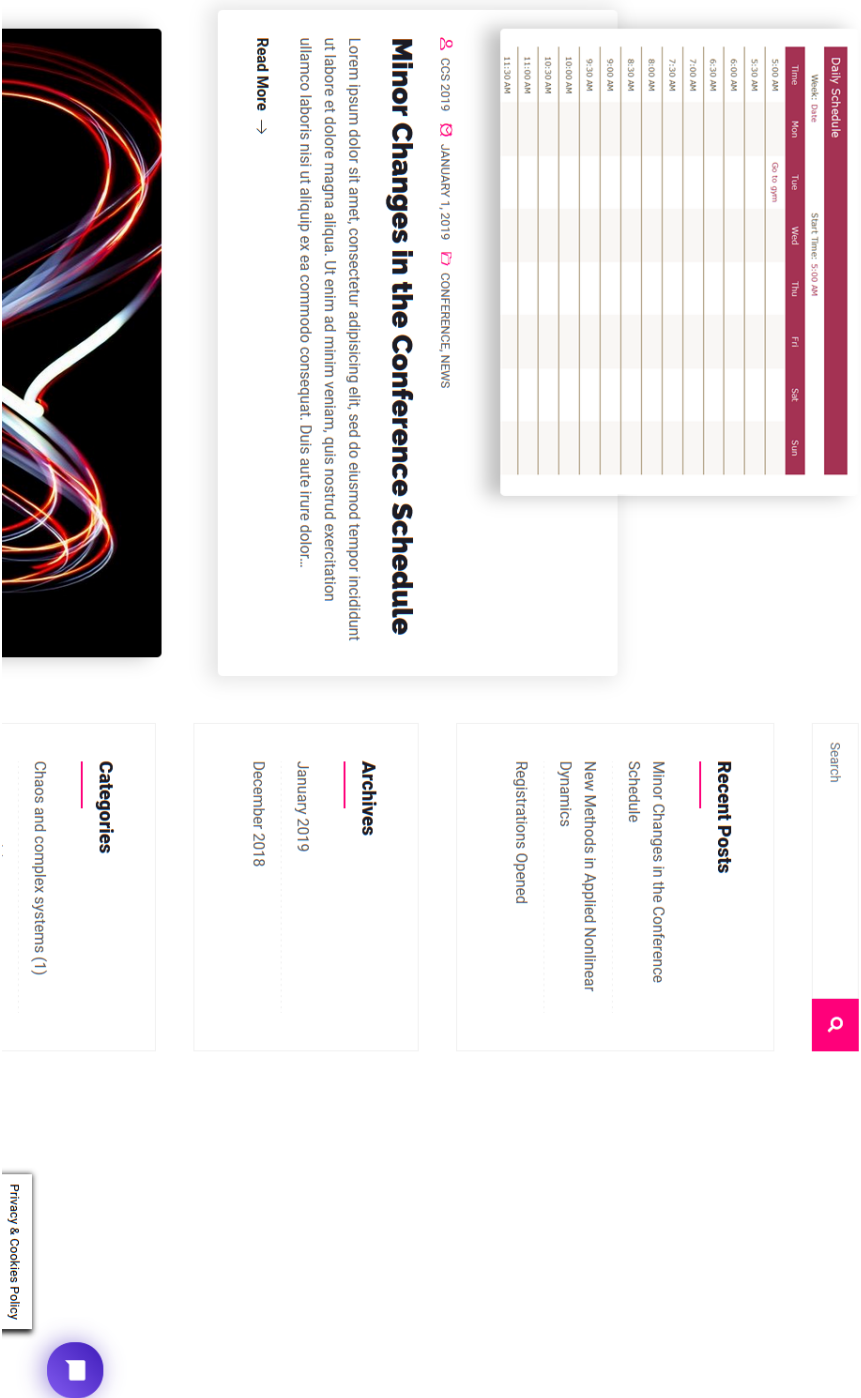 Daily Schedule
Week: Date Start Time: 5:00 AM
Time Mon Tue Wed Thu Fri Sat Sun
5:00 AM Go to gym
5:30 AM
6:00 AM
6:30 AM
7:00 AM
7:30 AM
8:00 AM
8:30 AM
9:00 AM
9:30 AM
10:00 AM
10:30 AM
11:00 AM
11:30 AM
CCS 2019 JANUARY 1, 2019 CONFERENCE, NEWS
Minor Changes in the Conference Schedule
Lorem ipsum dolor sit amet, consectetur adipisicing elit, sed do eiusmod tempor incididunt
ut labore et dolore magna aliqua. Ut enim ad minim veniam, quis nostrud exercitation
ullamco laboris nisi ut aliquip ex ea commodo consequat. Duis aute irure dolor...
Read More →
Search
Recent Posts
Minor Changes in the Conference
Schedule
New Methods in Applied Nonlinear
Dynamics
Registrations Opened
Archives
January 2019
December 2018
Categories
Chaos and complex systems (1)
Privacy & Cookies Policy